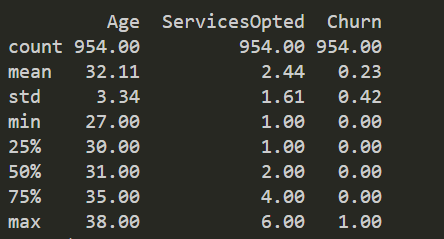 Age ServicesOpted Churn
count 954.00 954.00 954.00
mean 32.11 2.44 0.23
std 3.34 1.61 0.42
min 27.00 1.00 0.00
25% 30.00 1.00 0.00
50% 31.00 2.00 0.00
75% 35.00 4.00 0.00
max 38.00 6.00 1.00